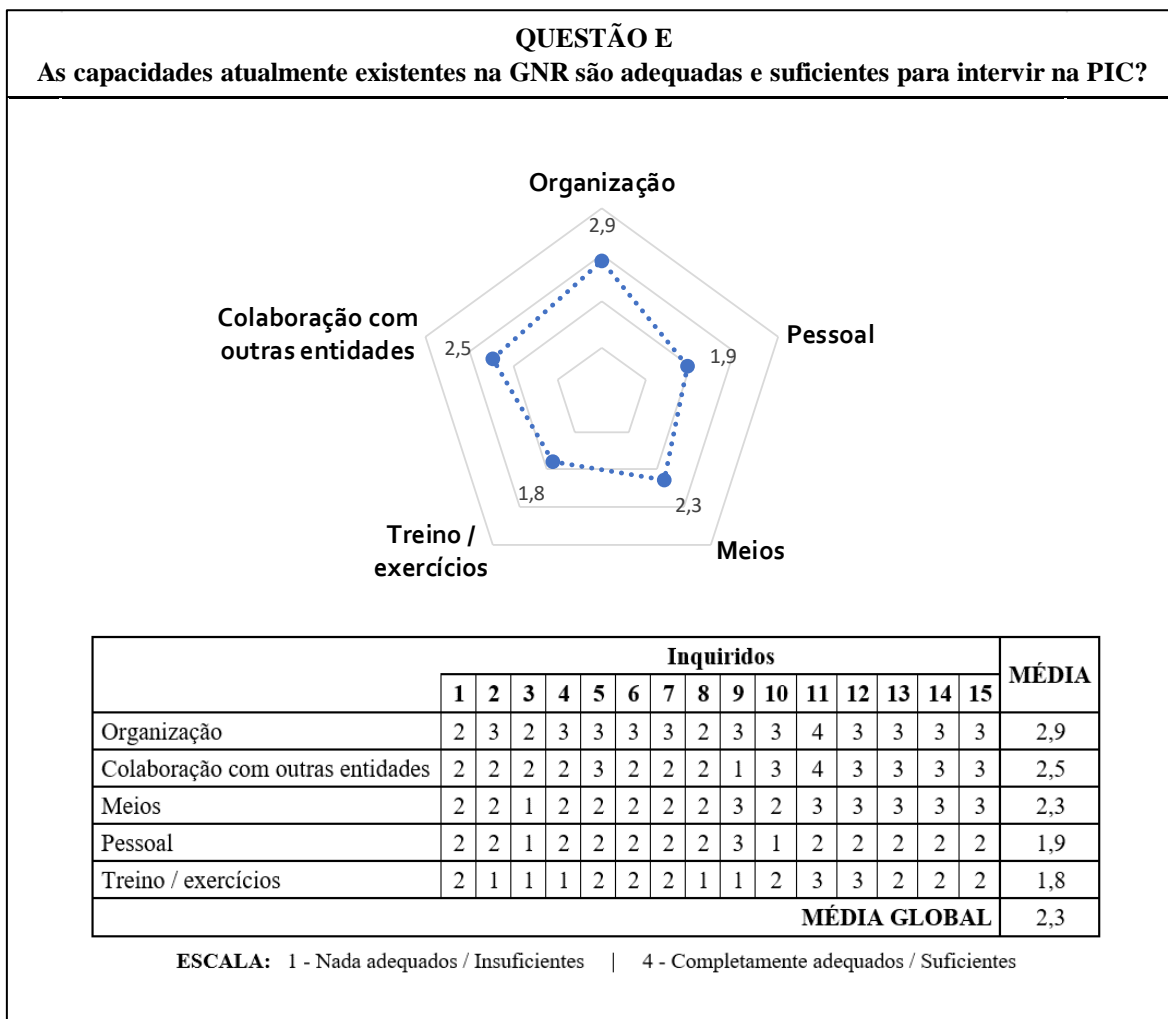 QUESTÃO E
As capacidades atualmente existentes na GNR são adequadas e suficientes para intervir na PIC?
Organização
2,9
Colaboração com
outras entidades
2,5
1,9
Pessoal
1,8
2,3
Treino /
exercícios
Meios
Inquiridos MÉDIA
1 2 3 4 5 6 7 8 9 10 11 12 13 14 15
Organização 2 3 2 3 3 3 3 2 3 3 4 3 3 3 3 2,9
Colaboração com outras entidades 2 2 2 2 3 2 2 2 1 3 4 3 3 3 3 2,5
Meios 2 2 1 2 2 2 2 2 3 2 3 3 3 3 3 2,3
Pessoal 2 2 1 2 2 2 2 2 3 1 2 2 2 2 2 1,9
Treino / exercícios 2 1 1 1 2 2 2 1 1 2 3 3 2 2 2 1,8
MÉDIA GLOBAL 2,3
ESCALA: 1 - Nada adequados / Insuficientes | 4 - Completamente adequados / Suficientes